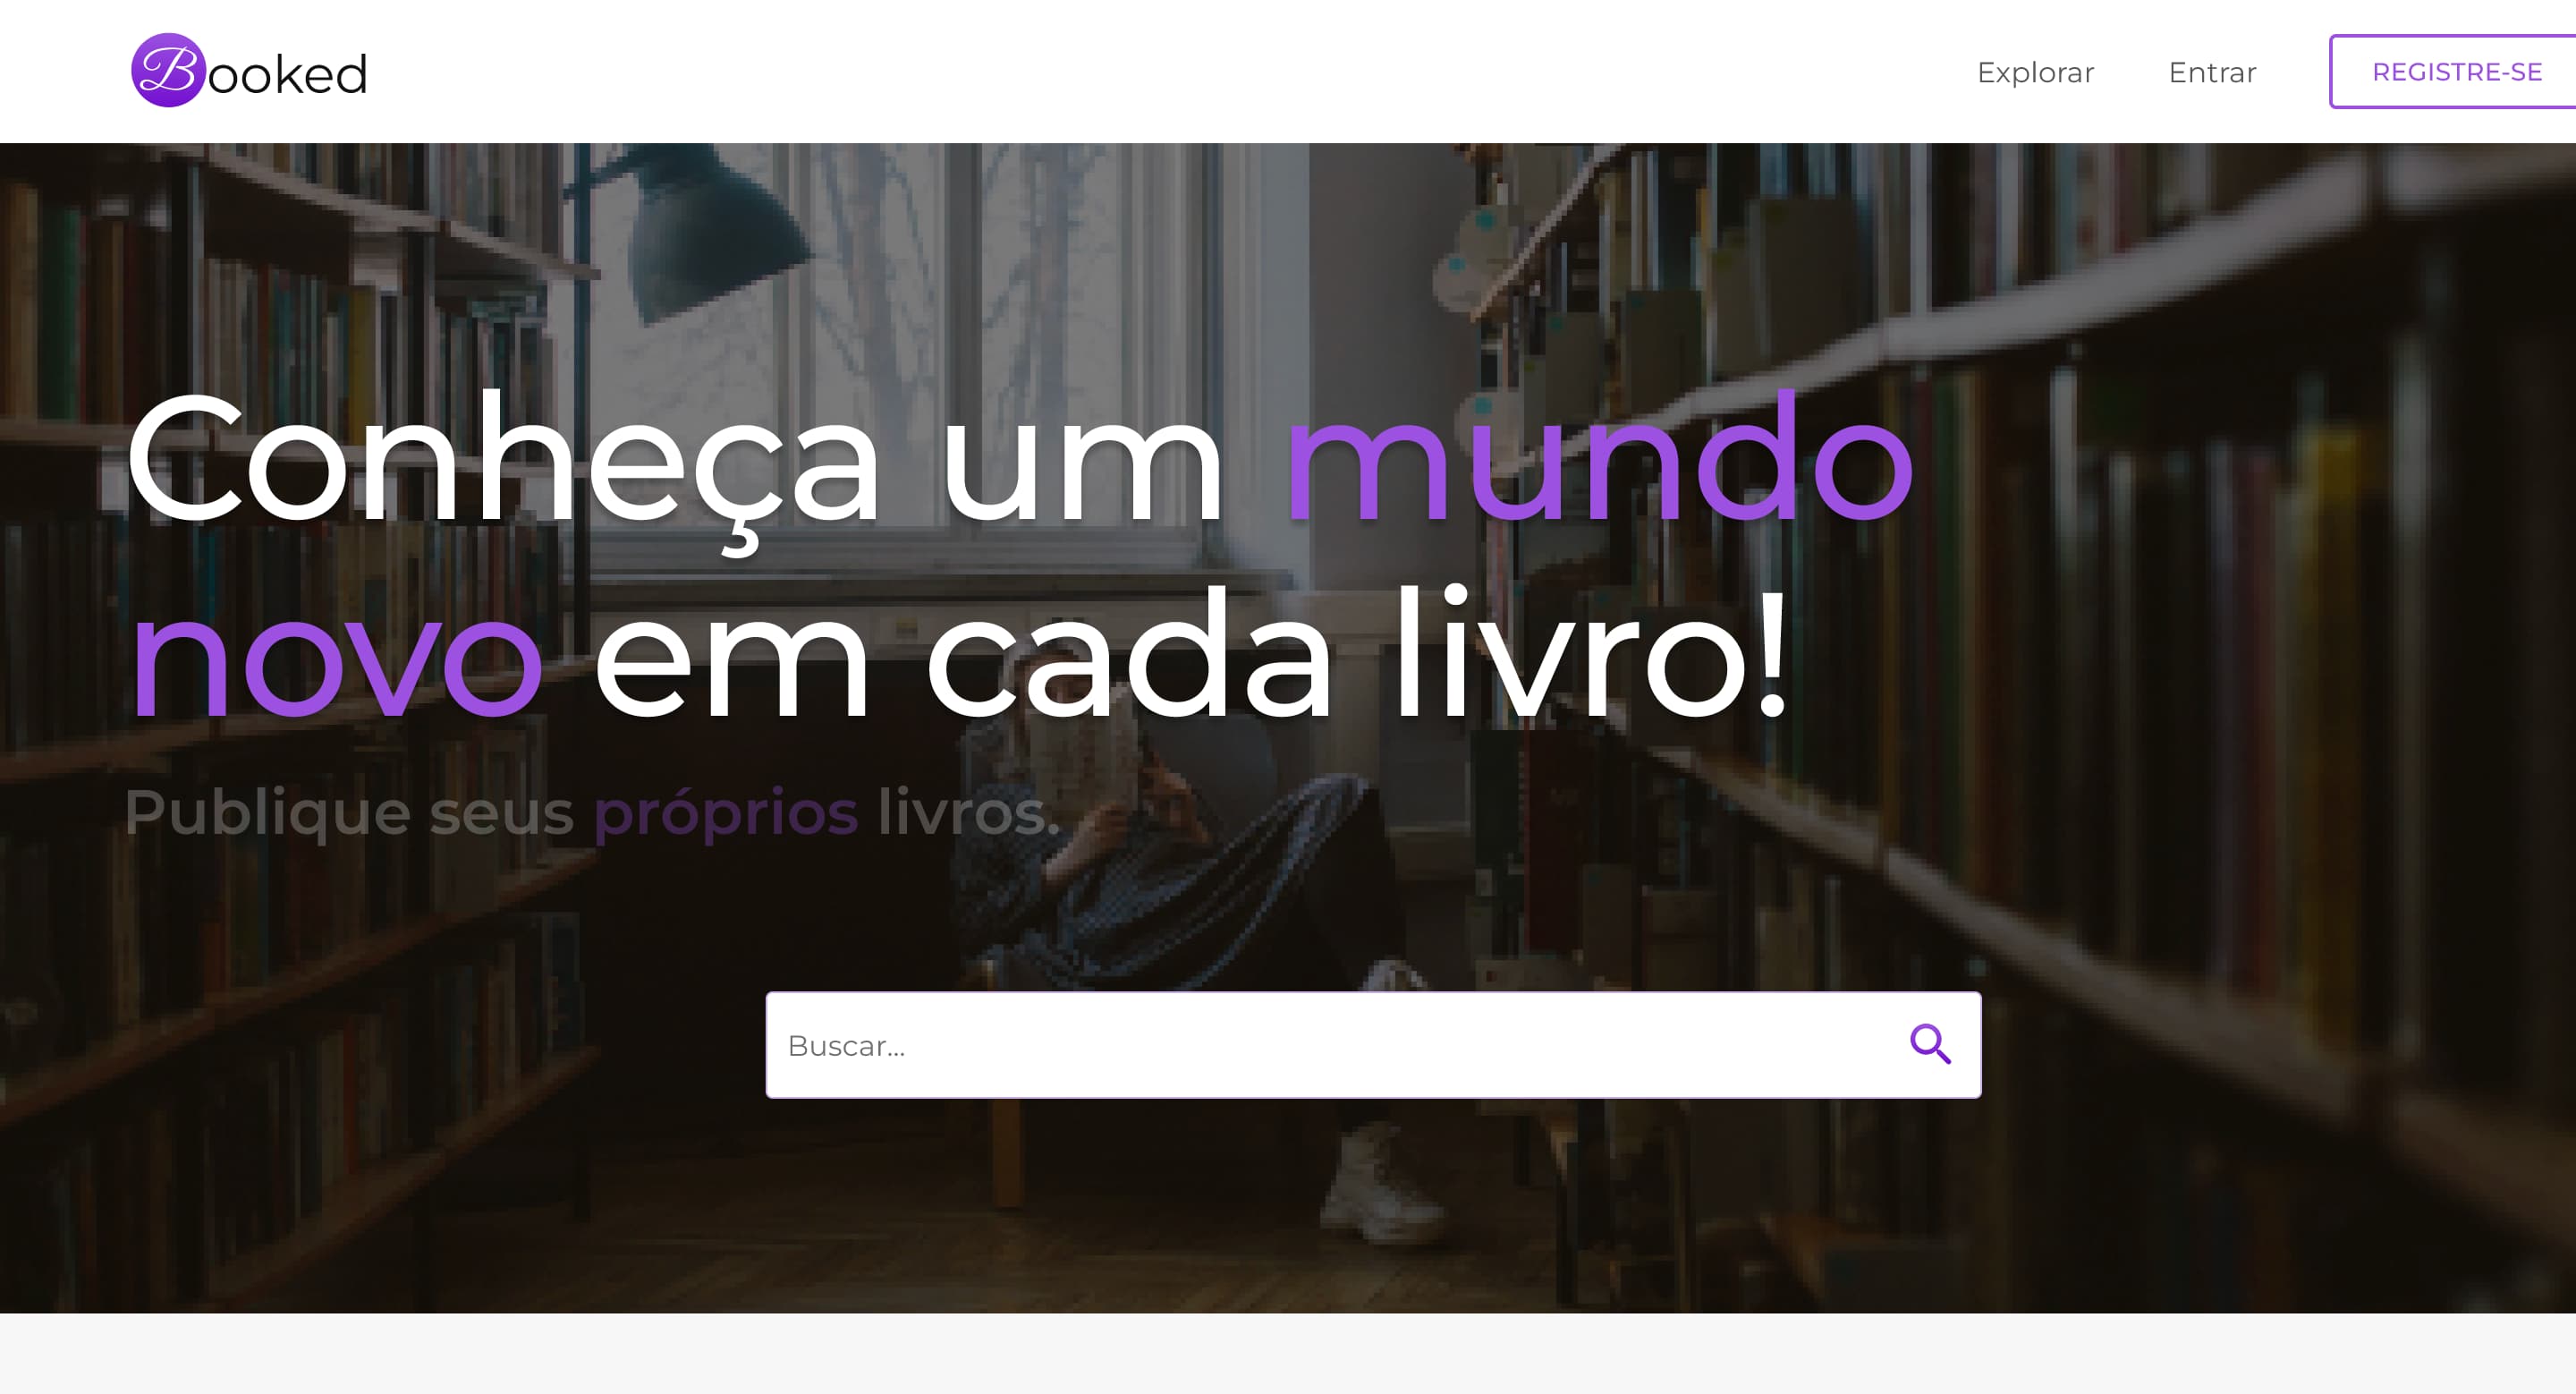 Booked
Explorar
Entrar
REGISTRE-SE
Conheça um mundo
novo em cada livro!
Publique seus próprios livros.
Buscar...